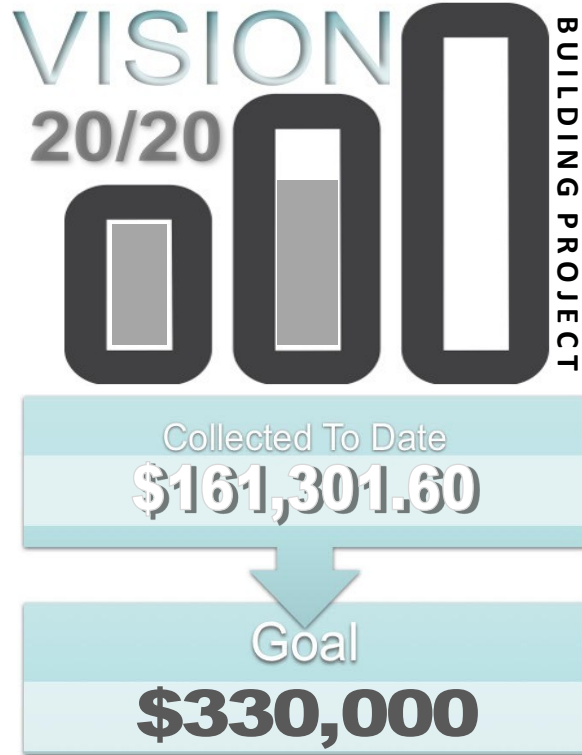 VISION
20/20
BUILDING PROJECT
Collected To Date
$161,301.60
Goal
$330,000